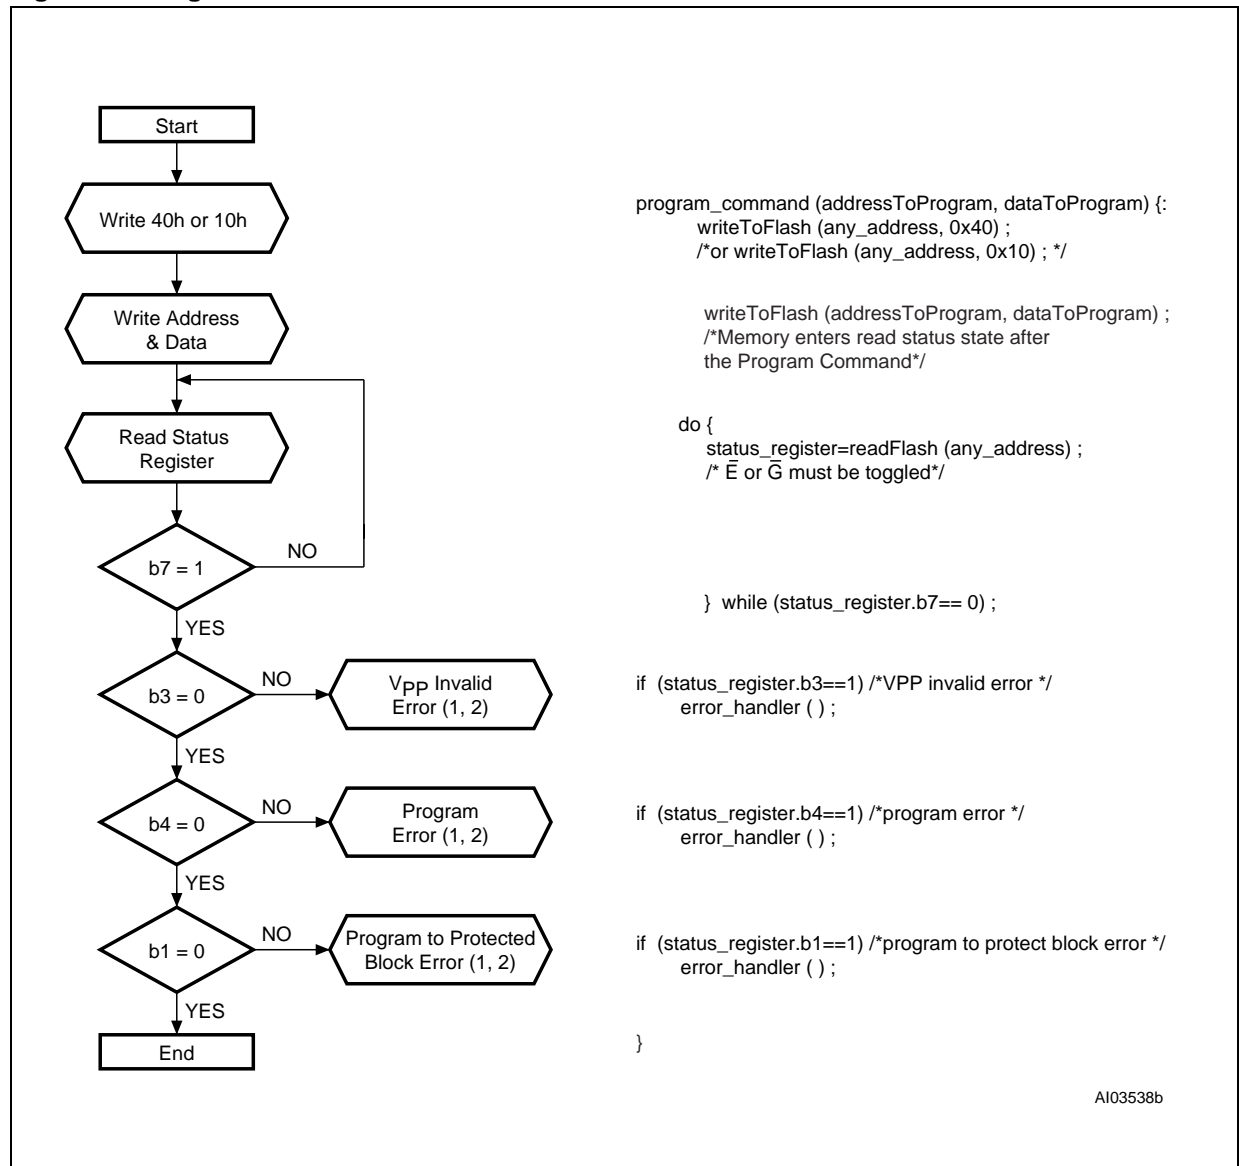 Start
Write 40h or 10h
program_command (addressToProgram, dataToProgram) {:
writeToFlash (any_address, 0x40) ;
/*or writeToFlash (any_address, 0x10) ; */
Write Address
& Data
writeToFlash (addressToProgram, dataToProgram) ;
/*Memory enters read status state after
the Program Command*/
Read Status
Register
do {
status_register=readFlash (any_address) ;
/* E̅ or G̅ must be toggled*/
b7 = 1
NO
YES
} while (status_register.b7== 0) ;
b3 = 0
NO
YES
VPP Invalid
Error (1, 2)
if (status_register.b3==1) /*VPP invalid error */
error_handler ( ) ;
b4 = 0
NO
YES
Program
Error (1, 2)
if (status_register.b4==1) /*program error */
error_handler ( ) ;
b1 = 0
NO
YES
Program to Protected
Block Error (1, 2)
if (status_register.b1==1) /*program to protect block error */
error_handler ( ) ;
End
}
AI03538b